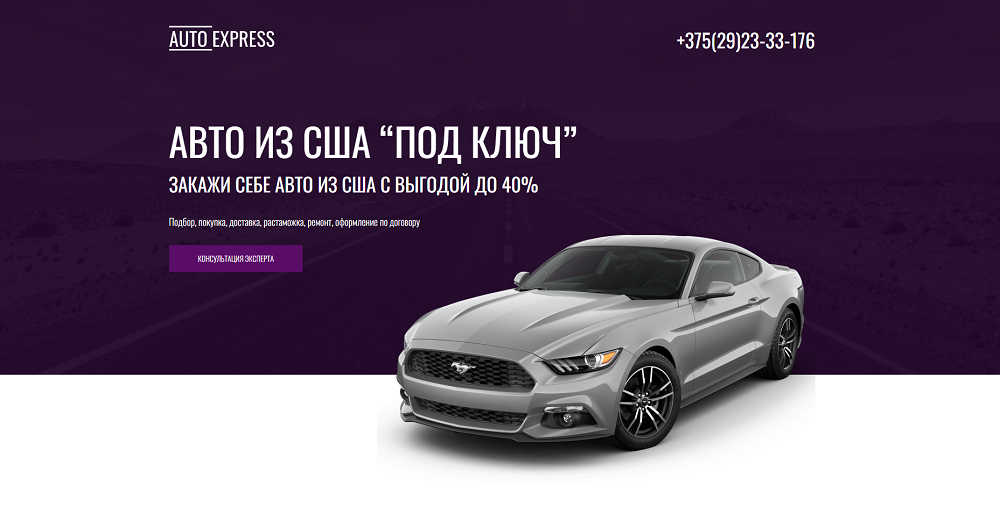 AUTO EXPRESS
+375(29)23-33-176
АВТО ИЗ США “ПОД КЛЮЧ”
ЗАКАЖИ СЕБЕ АВТО ИЗ США С ВЫГОДОЙ ДО 40%
Подбор, покупка, доставка, растаможка, ремонт, оформление по договору
КОНСУЛЬТАЦИЯ ЭКСПЕРТА